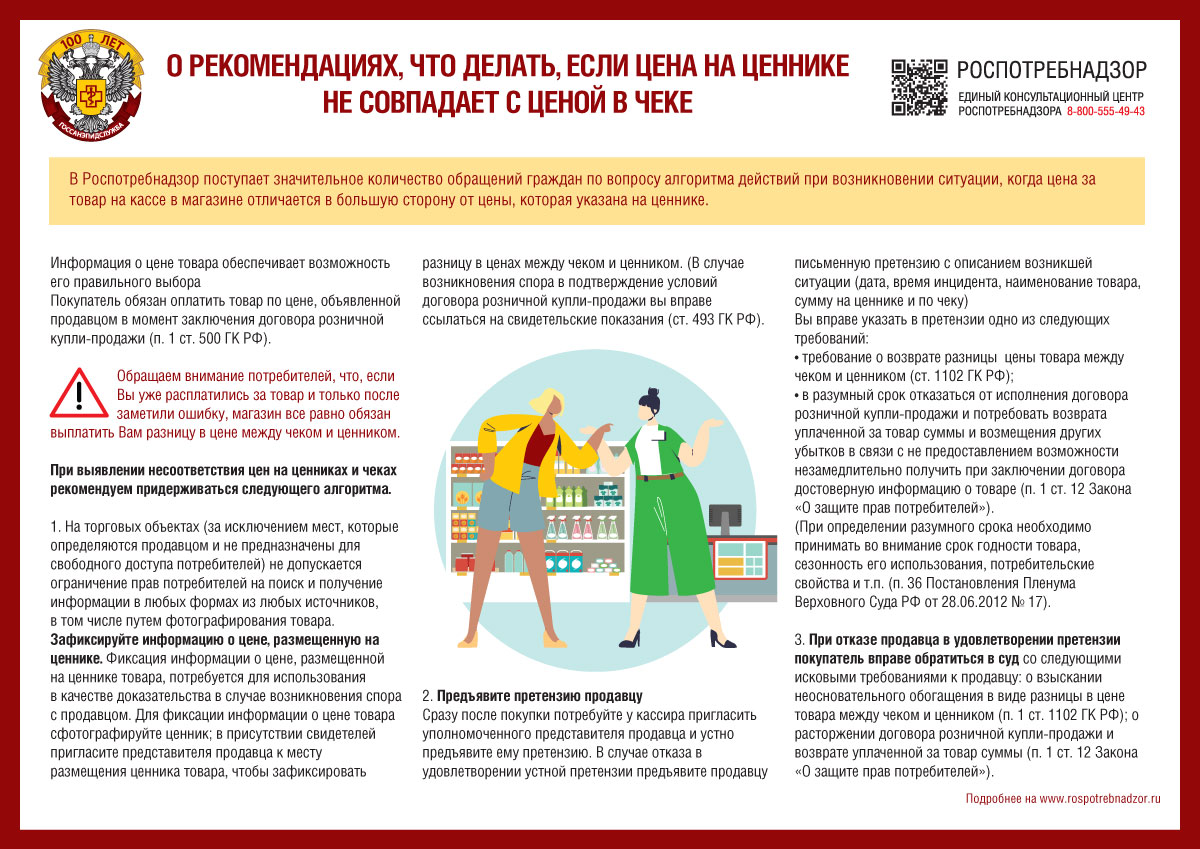 100 ЛЕТ
ГОССАНЭПИДСЛУЖБА
О РЕКОМЕНДАЦИЯХ, ЧТО ДЕЛАТЬ, ЕСЛИ ЦЕНА НА ЦЕННИКЕ
НЕ СОВПАДАЕТ С ЦЕНОЙ В ЧЕКЕ
РОСПОТРЕБНАДЗОР
ЕДИНЫЙ КОНСУЛЬТАЦИОННЫЙ ЦЕНТР
РОСПОТРЕБНАДЗОРА 8-800-555-49-43
В Роспотребнадзор поступает значительное количество обращений граждан по вопросу алгоритма действий при возникновении ситуации, когда цена за
товар на кассе в магазине отличается в большую сторону от цены, которая указана на ценнике.
Информация о цене товара обеспечивает возможность
его правильного выбора
Покупатель обязан оплатить товар по цене, объявленной
продавцом в момент заключения договора розничной
купли-продажи (п. 1 ст. 500 ГК РФ).
Обращаем внимание потребителей, что, если
Вы уже расплатились за товар и только после
заметили ошибку, магазин все равно обязан
выплатить Вам разницу в цене между чеком и ценником.
При выявлении несоответствия цен на ценниках и чеках
рекомендуем придерживаться следующего алгоритма.
1. На торговых объектах (за исключением мест, которые
определяются продавцом и не предназначены для
свободного доступа потребителей) не допускается
ограничение прав потребителей на поиск и получение
информации в любых формах из любых источников,
в том числе путем фотографирования товара.
Зафиксируйте информацию о цене, размещенную на
ценнике. Фиксация информации о цене, размещенной
на ценнике товара, потребуется для использования
в качестве доказательства в случае возникновения спора
с продавцом. Для фиксации информации о цене товара
сфотографируйте ценник; в присутствии свидетелей
пригласите представителя продавца к месту
размещения ценника товара, чтобы зафиксировать
разницу в ценах между чеком и ценником. (В случае
возникновения спора в подтверждение условий
договора розничной купли-продажи вы вправе
ссылаться на свидетельские показания (ст. 493 ГК РФ).
2. Предъявите претензию продавцу
Сразу после покупки потребуйте у кассира пригласить
уполномоченного представителя продавца и устно
предъявите ему претензию. В случае отказа в
удовлетворении устной претензии предъявите продавцу
письменную претензию с описанием возникшей
ситуации (дата, время инцидента, наименование товара,
сумму на ценнике и по чеку)
Вы вправе указать в претензии одно из следующих
требований:
• требование о возврате разницы цены товара между
чеком и ценником (ст. 1102 ГК РФ);
• в разумный срок отказаться от исполнения договора
розничной купли-продажи и потребовать возврата
уплаченной за товар суммы и возмещения других
убытков в связи с не предоставлением возможности
незамедлительно получить при заключении договора
достоверную информацию о товаре (п. 1 ст. 12 Закона
«О защите прав потребителей»).
(При определении разумного срока необходимо
принимать во внимание срок годности товара,
сезонность его использования, потребительские
свойства и т.п. (п. 36 Постановления Пленума
Верховного Суда РФ от 28.06.2012 № 17).
3. При отказе продавца в удовлетворении претензии
покупатель вправе обратиться в суд со следующими
исковыми требованиями к продавцу: о взыскании
неосновательного обогащения в виде разницы в цене
товара между чеком и ценником (п. 1 ст. 1102 ГК РФ); о
расторжении договора розничной купли-продажи и
возврате уплаченной за товар суммы (п. 1 ст. 12 Закона
«О защите прав потребителей»).
Подробнее на www.rospotrebnadzor.ru